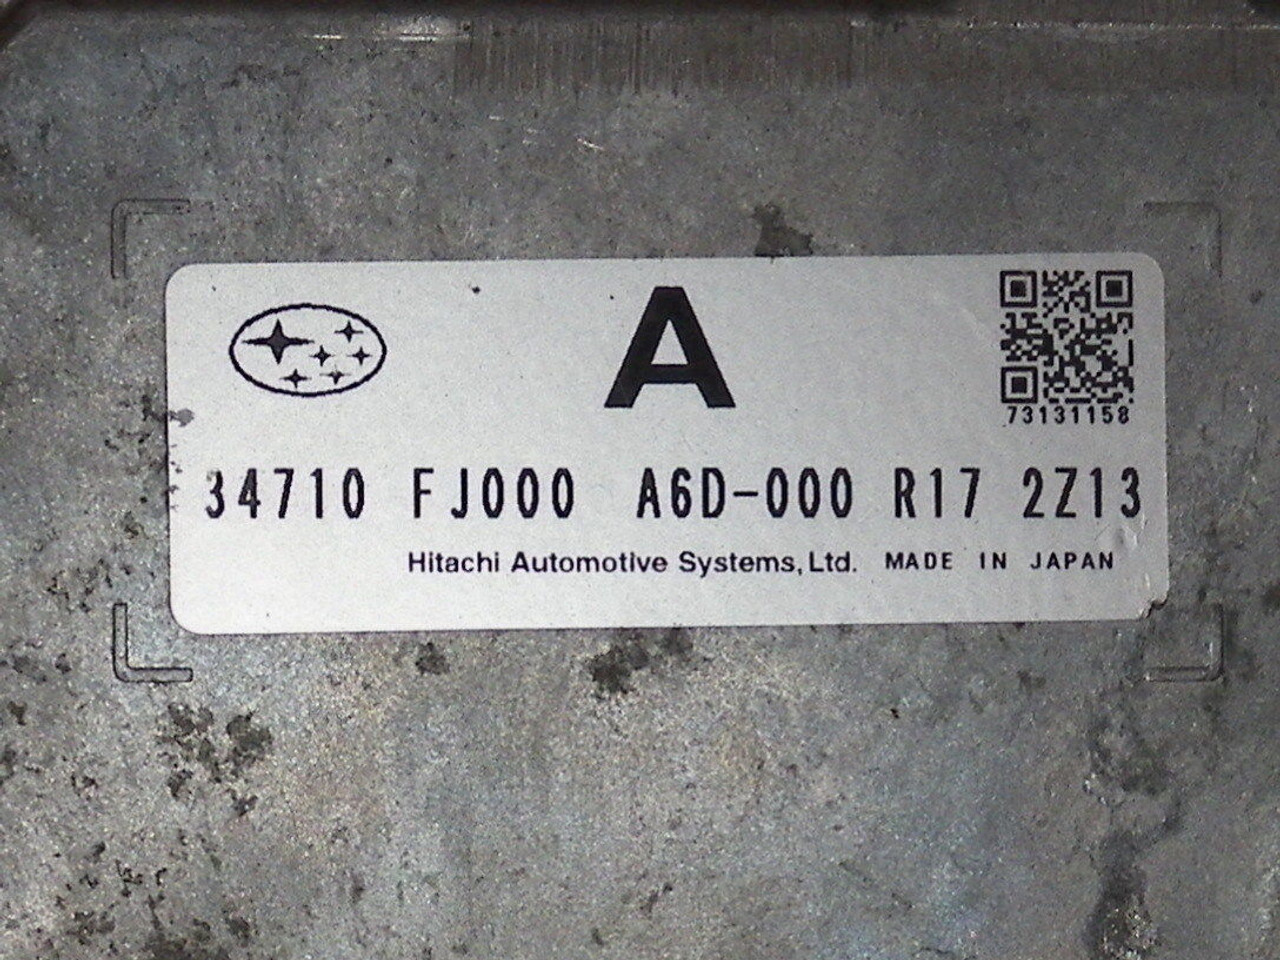 A
73131158
34710 FJ000 A6D-000 R17 2Z13
Hitachi Automotive Systems, Ltd. MADE IN JAPAN